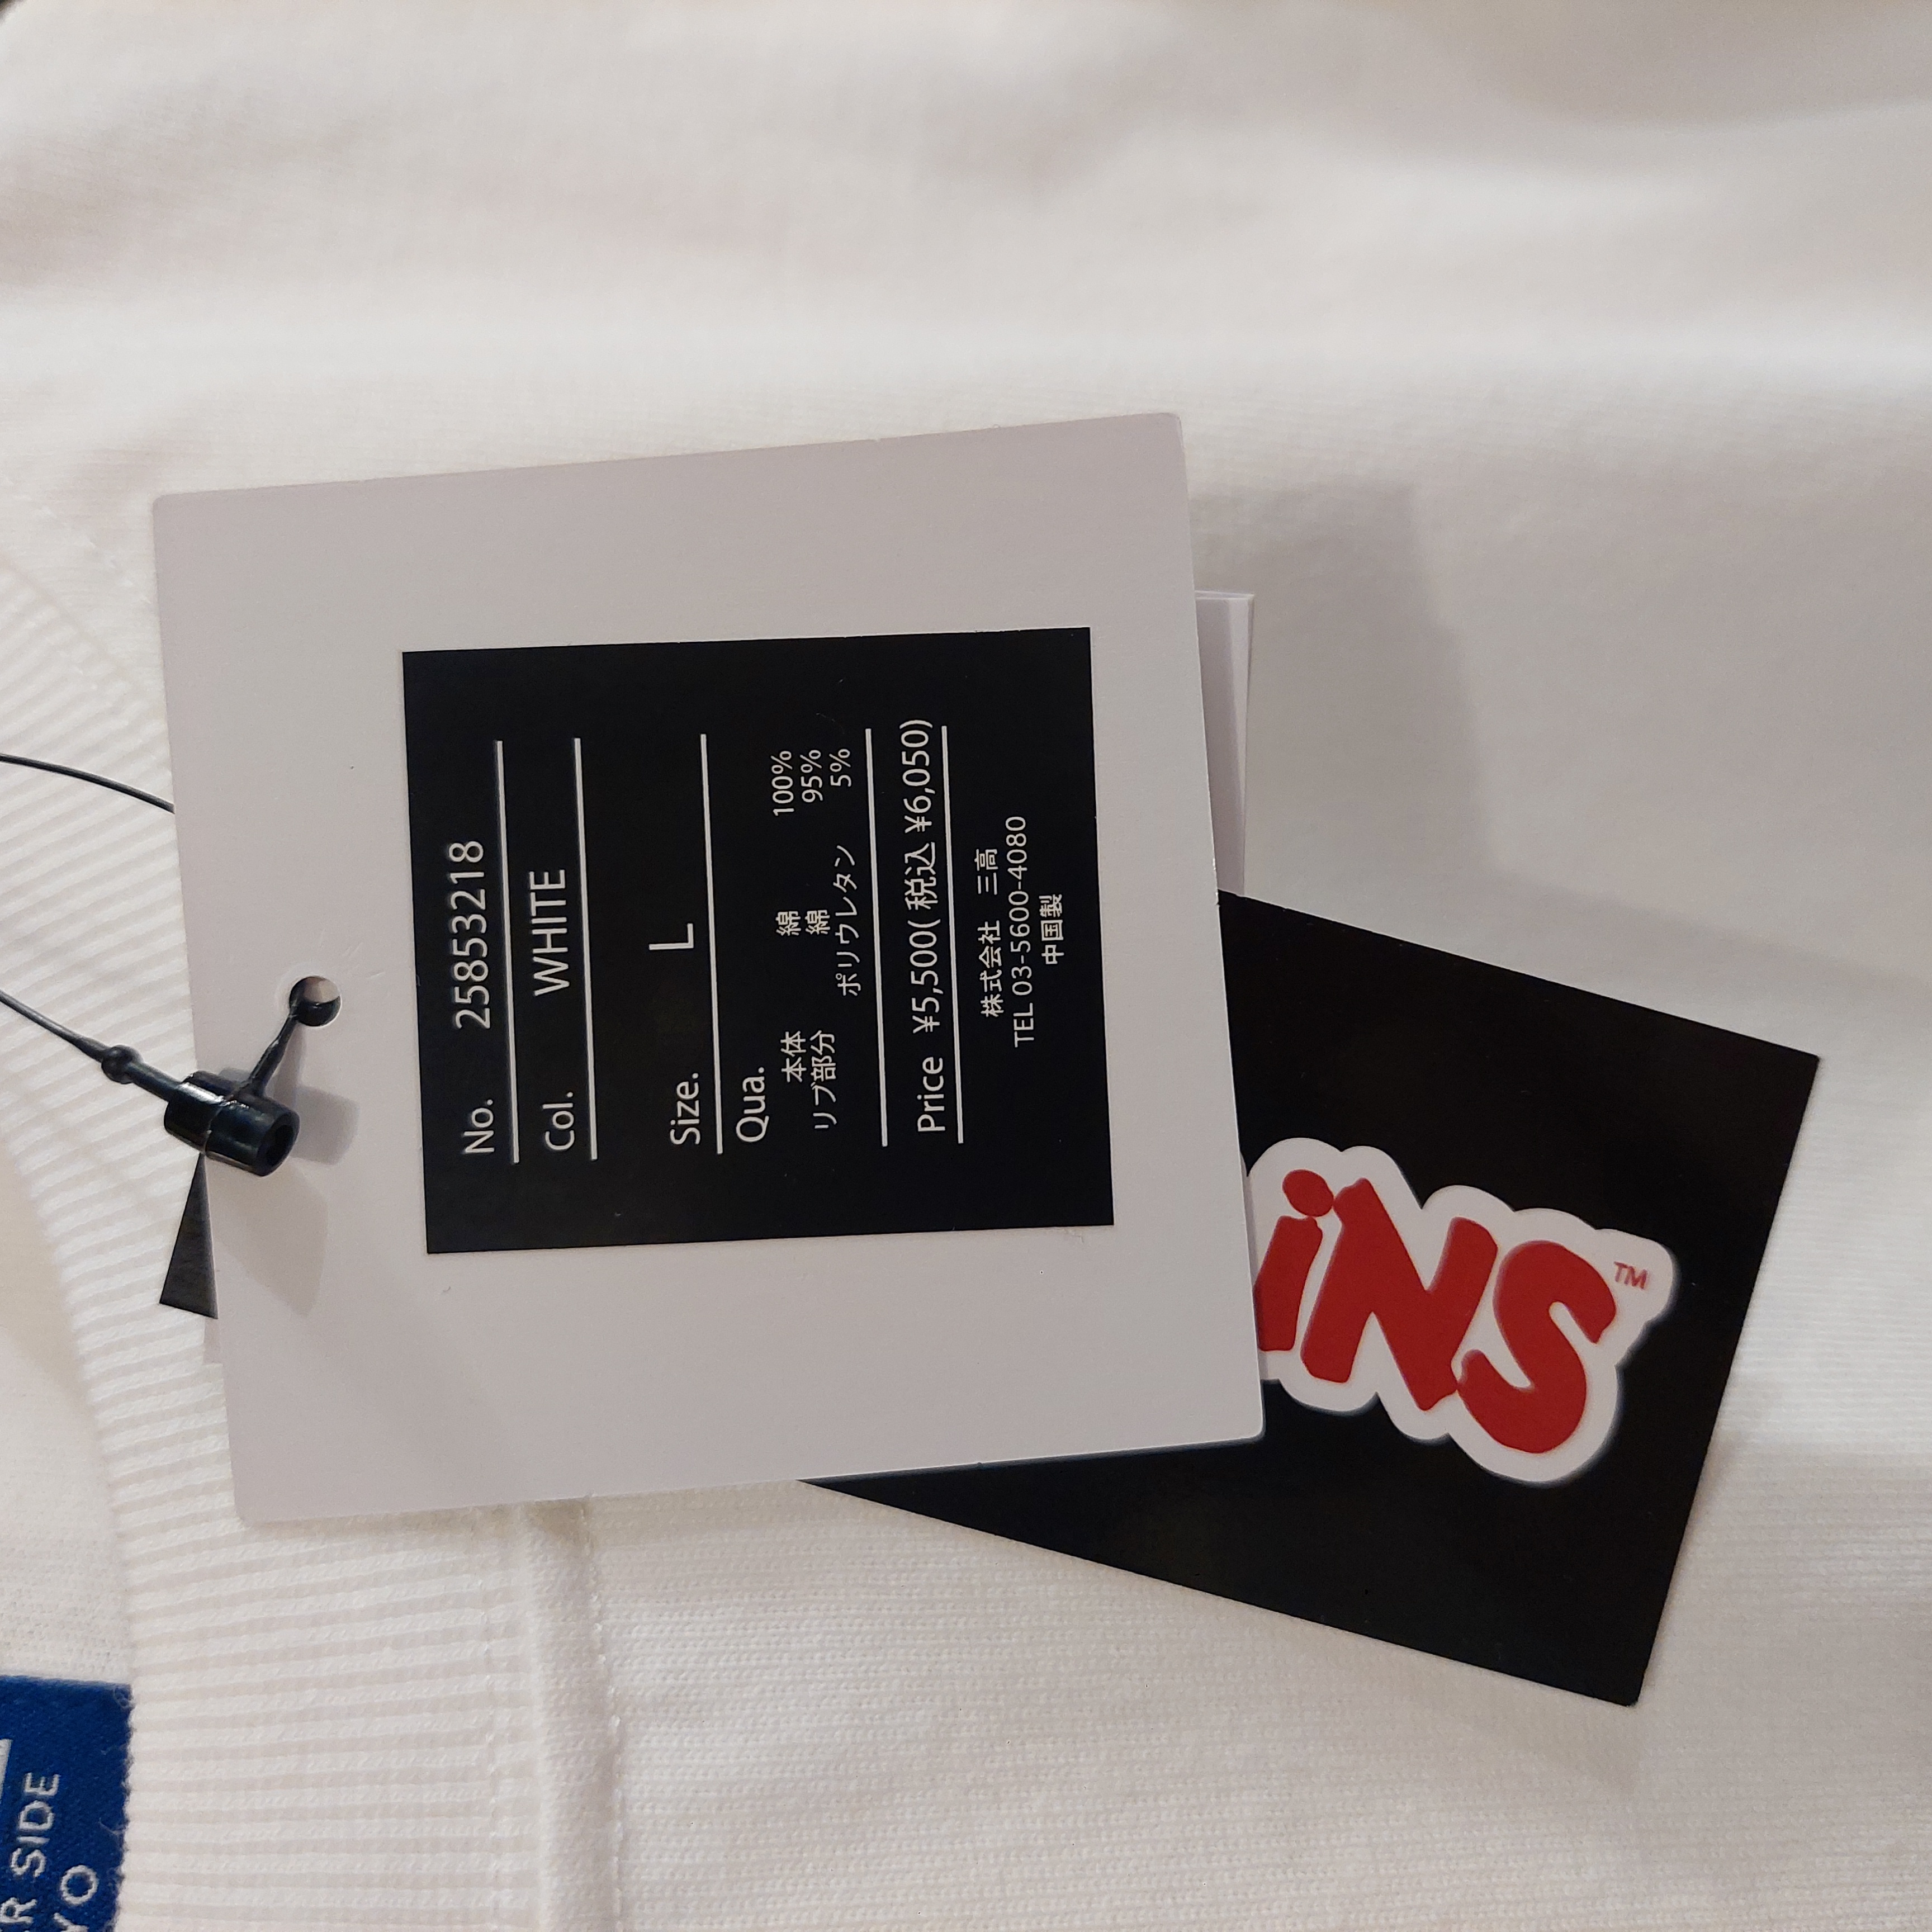 No. 25853218
Col. WHITE
Size. L
Qua.
本体 綿 100%
リブ部分 綿 95%
ポリウレタン 5%
Price ¥5,500(税込 ¥6,050)
株式会社 三高
TEL 03-5600-4080
中国製
iNS™
R SIDE
YO